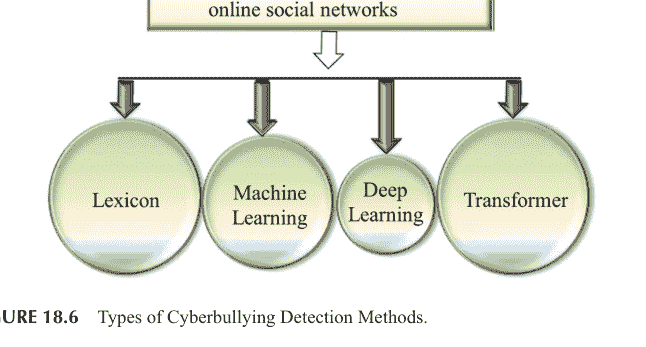 online social networks
Lexicon
Machine
Learning
Deep
Learning
Transformer
URE 18.6 Types of Cyberbullying Detection Methods.